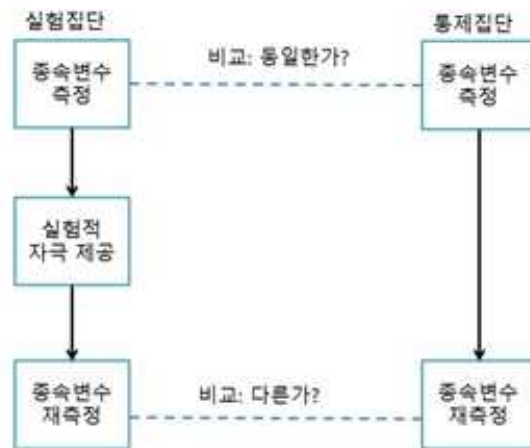 실험집단
통제집단
종속변수
측정
비교: 동일한가?
종속변수
측정
실험적
자극 제공
종속변수
재측정
비교: 다른가?
종속변수
재측정